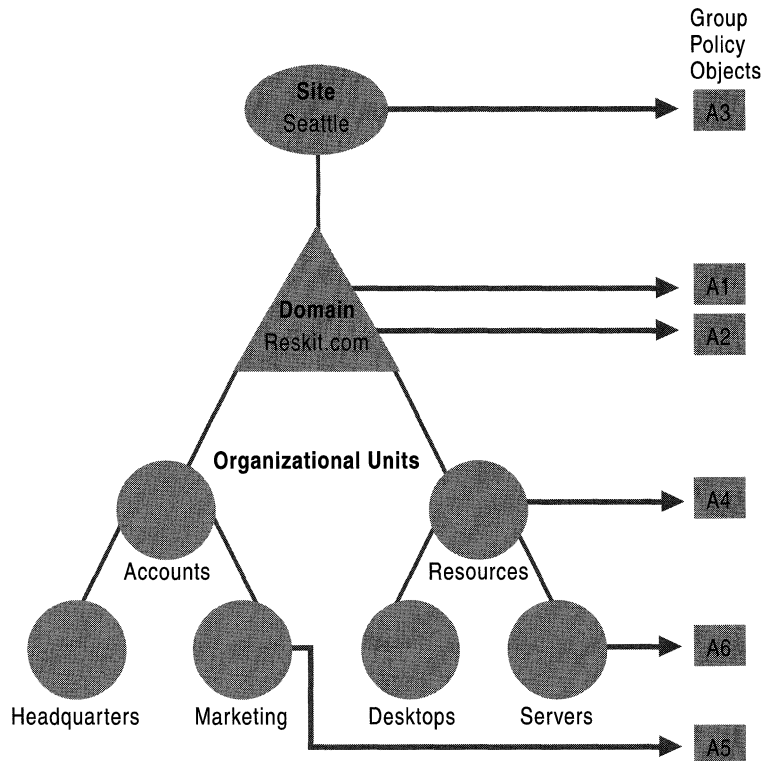 Group
Policy
Objects
Site
Seattle
A3
A1
Domain
Reskit.com
A2
Organizational Units
A4
Accounts
Resources
A6
Headquarters
Marketing
Desktops
Servers
A5